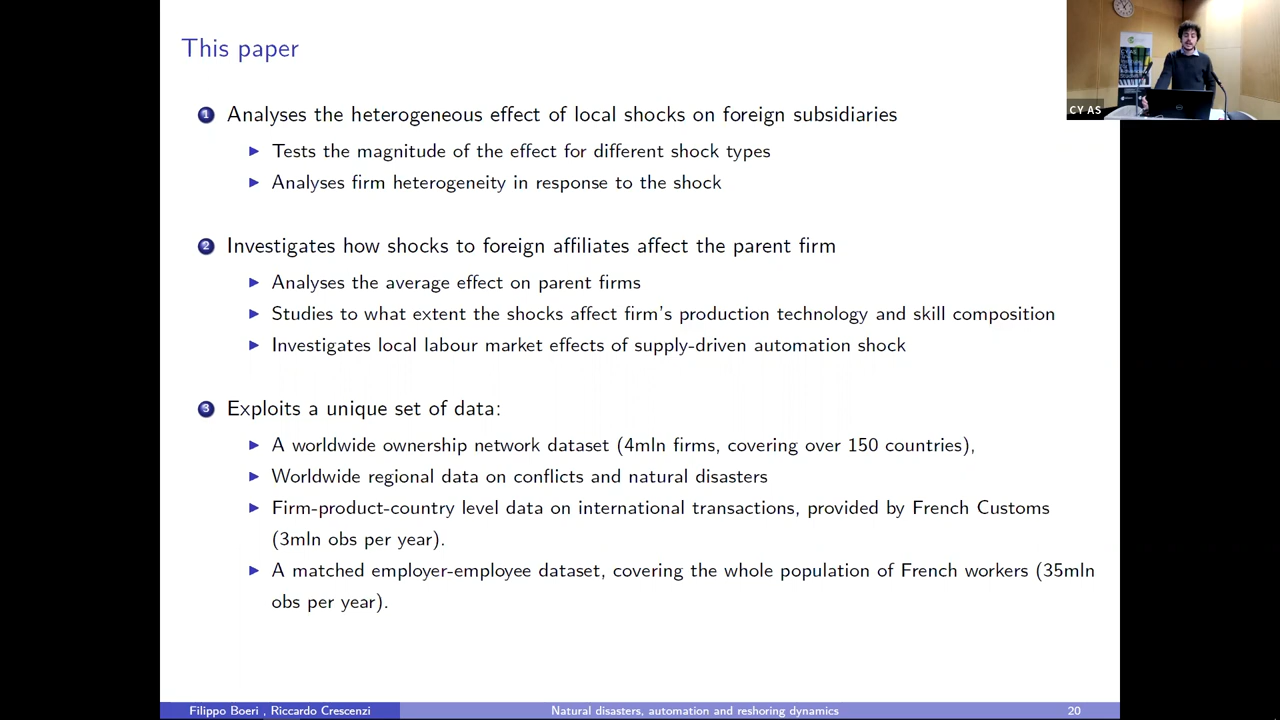 This paper
1 Analyses the heterogeneous effect of local shocks on foreign subsidiaries
Tests the magnitude of the effect for different shock types
Analyses firm heterogeneity in response to the shock
2 Investigates how shocks to foreign affiliates affect the parent firm
Analyses the average effect on parent firms
Studies to what extent the shocks affect firm's production technology and skill composition
Investigates local labour market effects of supply-driven automation shock
3 Exploits a unique set of data:
A worldwide ownership network dataset (4mln firms, covering over 150 countries),
Worldwide regional data on conflicts and natural disasters
Firm-product-country level data on international transactions, provided by French Customs
(3mln obs per year).
A matched employer-employee dataset, covering the whole population of French workers (35mln
obs per year).
Filippo Boeri , Riccardo Crescenzi
Natural disasters, automation and reshoring dynamics
20
CY AS